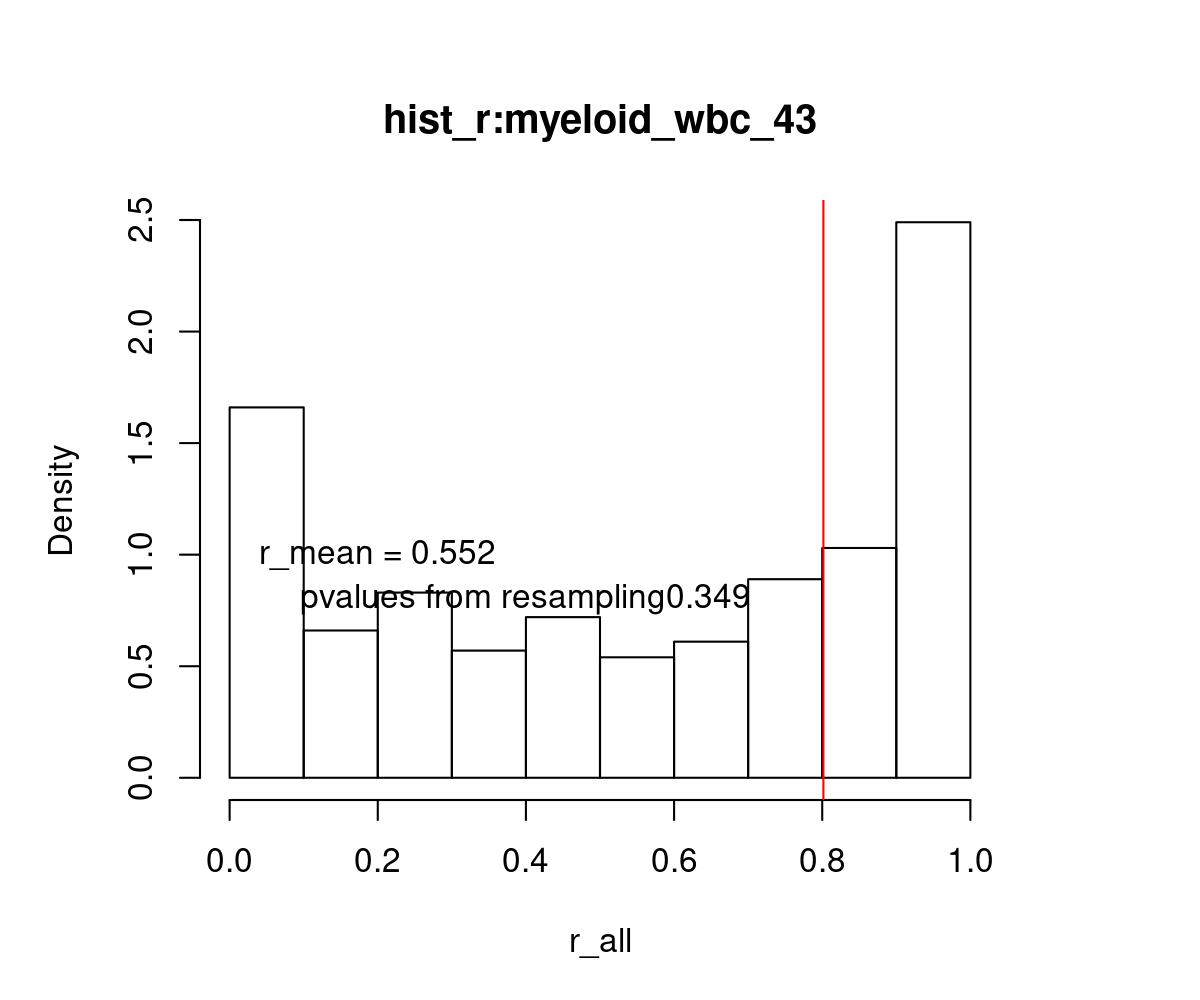 hist_r:myeloid_wbc_43
2.5
2.0
1.5
1.0
0.5
0.0
Density
r_mean = 0.552
pvalues from resampling0.349
0.0 0.2 0.4 0.6 0.8 1.0
r_all